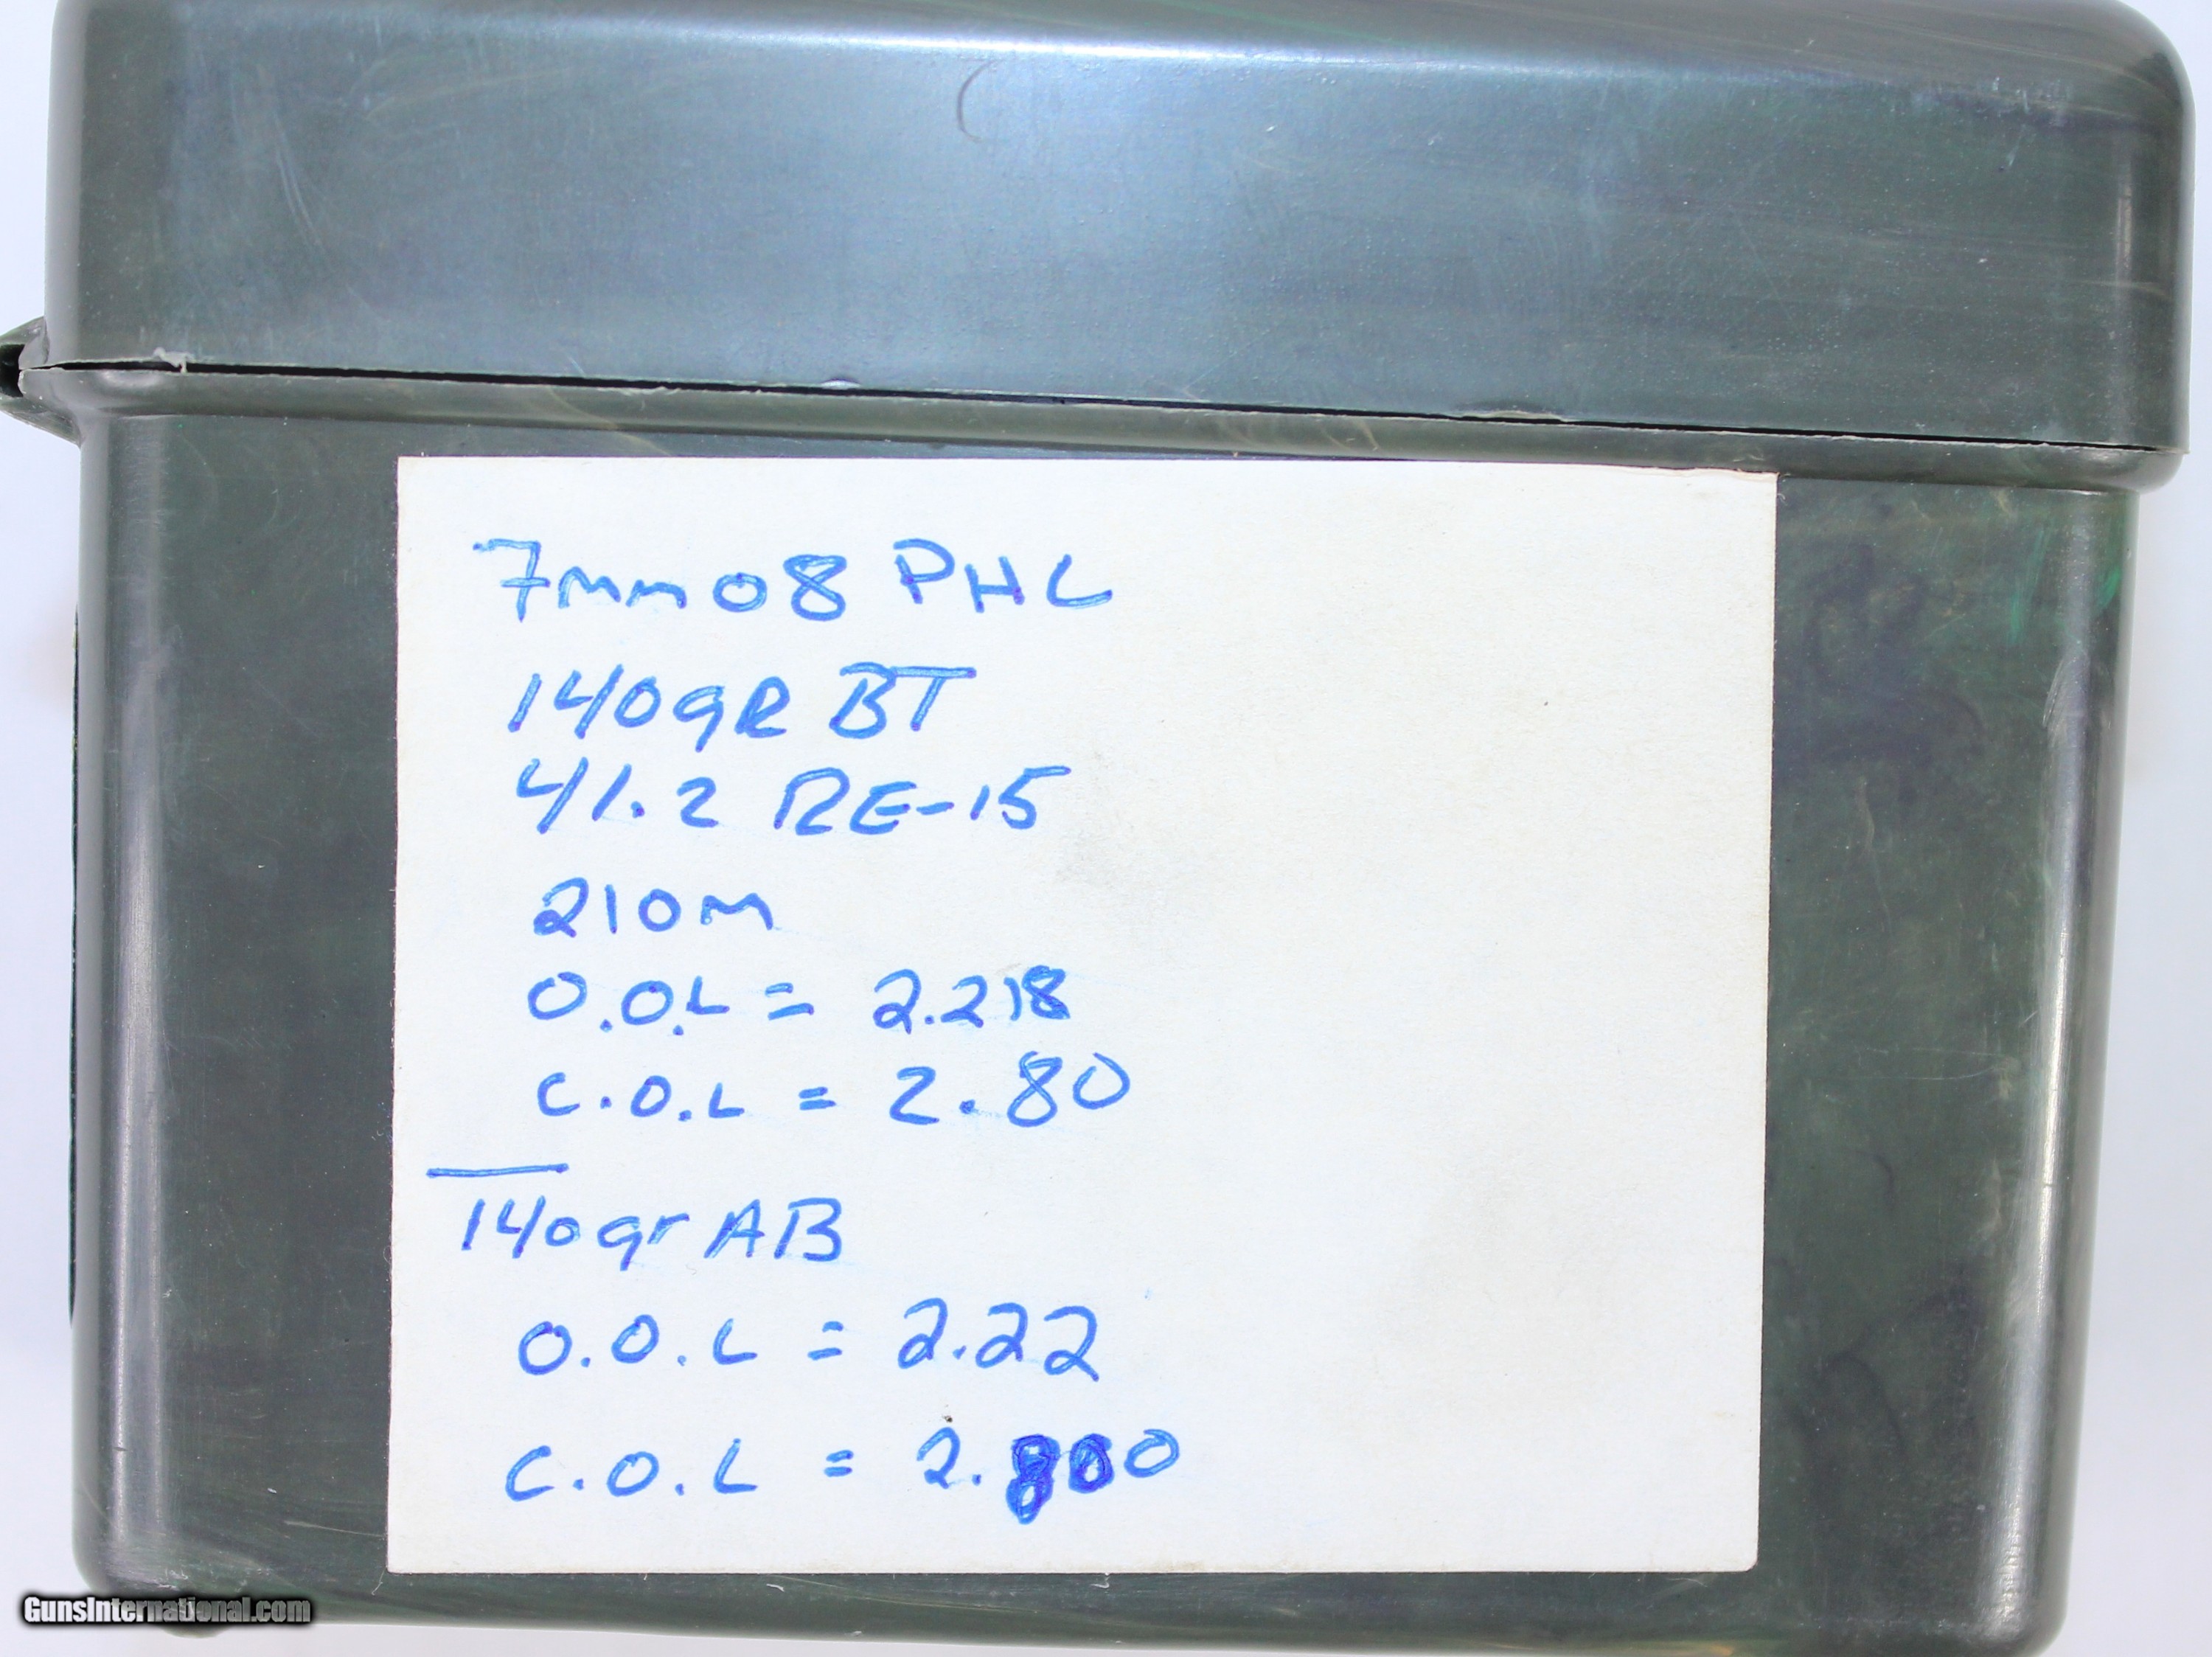 7mm08 PHL
140gR BT
41.2 RE-15
210m
O.O.L = 2.218
C.O.L = 2.80
140gr AB
O.O.L = 2.22
C.O.L = 2.800
GunsInternational.com